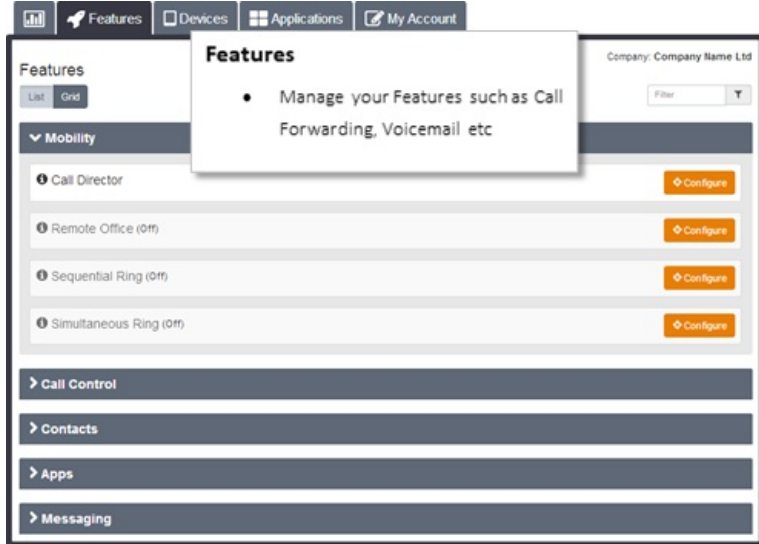 Features
Devices
Applications
My Account
Features
Manage your Features such as Call
Forwarding, Voicemail etc
Company: Company Name Ltd
Features
List
Grid
Filter
Mobility
Call Director
Configure
Remote Office (Off)
Configure
Sequential Ring (Off)
Configure
Simultaneous Ring (Off)
Configure
Call Control
Contacts
Apps
Messaging